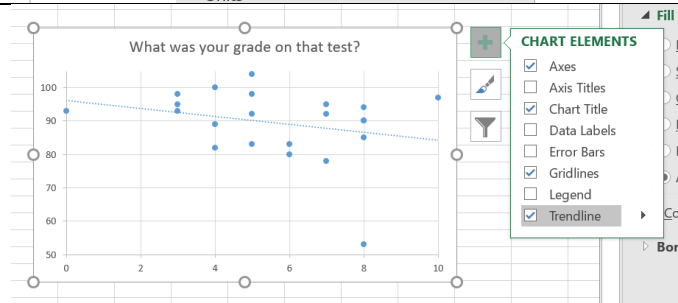 What was your grade on that test?
100
90
80
70
60
50
0 2 4 6 8 10
CHART ELEMENTS
Axes
Axis Titles
Chart Title
Data Labels
Error Bars
Gridlines
Legend
Trendline
Fill
Co
Bor